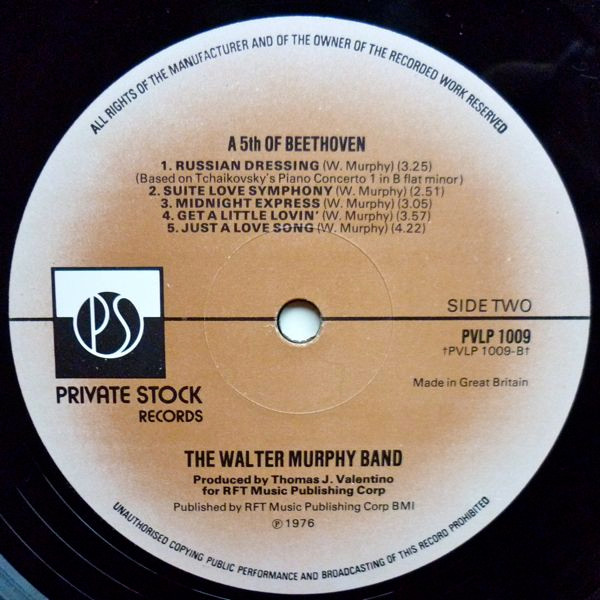 ALL RIGHTS OF THE MANUFACTURER AND OF THE OWNER OF THE RECORDED WORK RESERVED
A 5th OF BEETHOVEN
1. RUSSIAN DRESSING (W. Murphy) (3.25)
(Based on Tchaikovsky's Piano Concerto 1 in B flat minor)
2. SUITE LOVE SYMPHONY (W. Murphy) (2.51)
3. MIDNIGHT EXPRESS (W. Murphy) (3.05)
4. GET A LITTLE LOVIN' (W. Murphy) (3.57)
5. JUST A LOVE SONG (W. Murphy) (4.22)
PS
PRIVATE STOCK
RECORDS
SIDE TWO
PVLP 1009
†PVLP 1009-B†
Made in Great Britain
THE WALTER MURPHY BAND
Produced by Thomas J. Valentino
for RFT Music Publishing Corp
Published by RFT Music Publishing Corp BMI
℗ 1976
UNAUTHORISED COPYING PUBLIC PERFORMANCE AND BROADCASTING OF THIS RECORD PROHIBITED